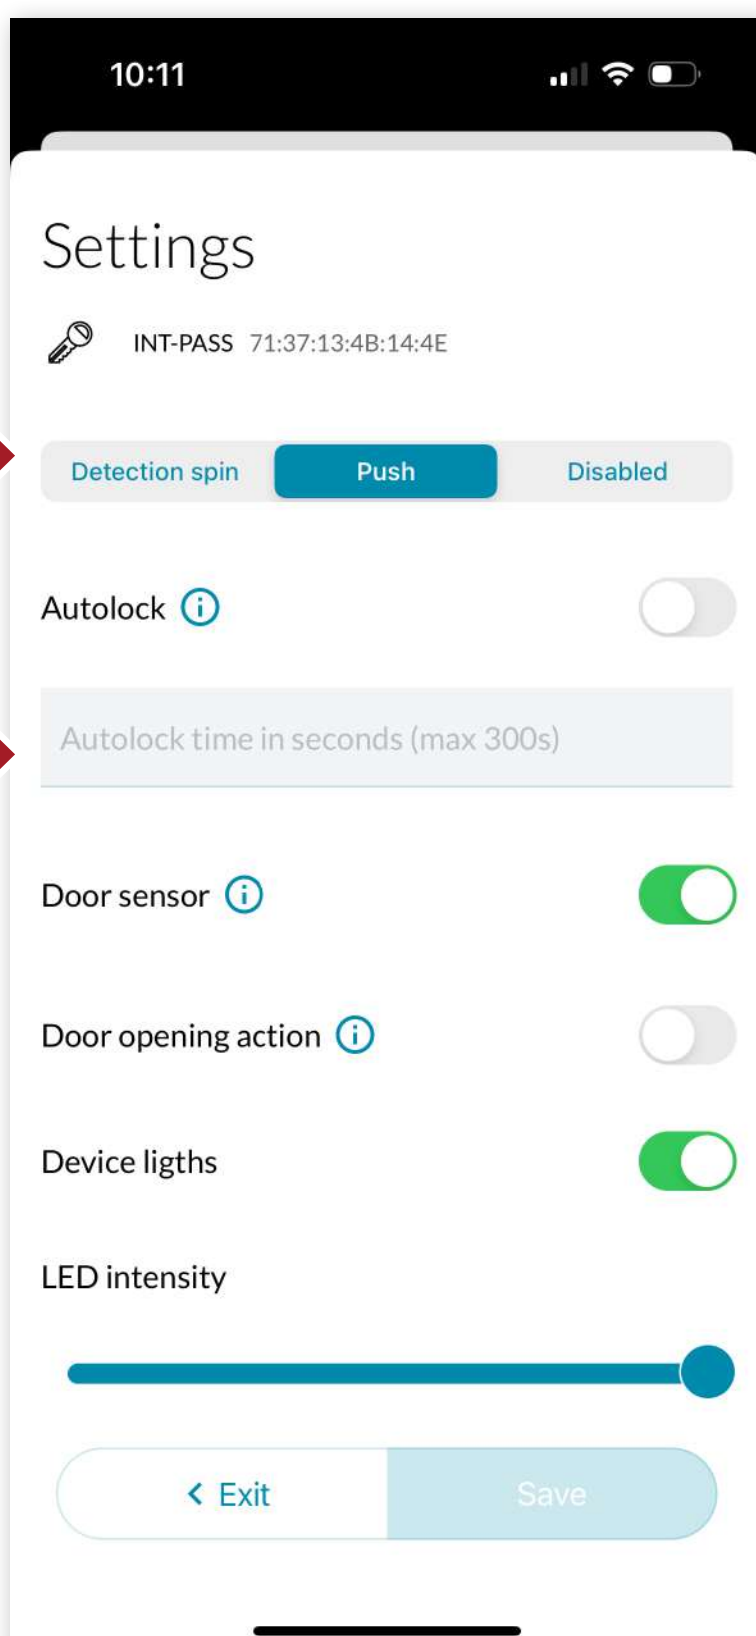 10:11
Settings
INT-PASS 71:37:13:4B:14:4E
Detection spin Push Disabled
Autolock
Autolock time in seconds (max 300s)
Door sensor
Door opening action
Device ligths
LED intensity
< Exit Save